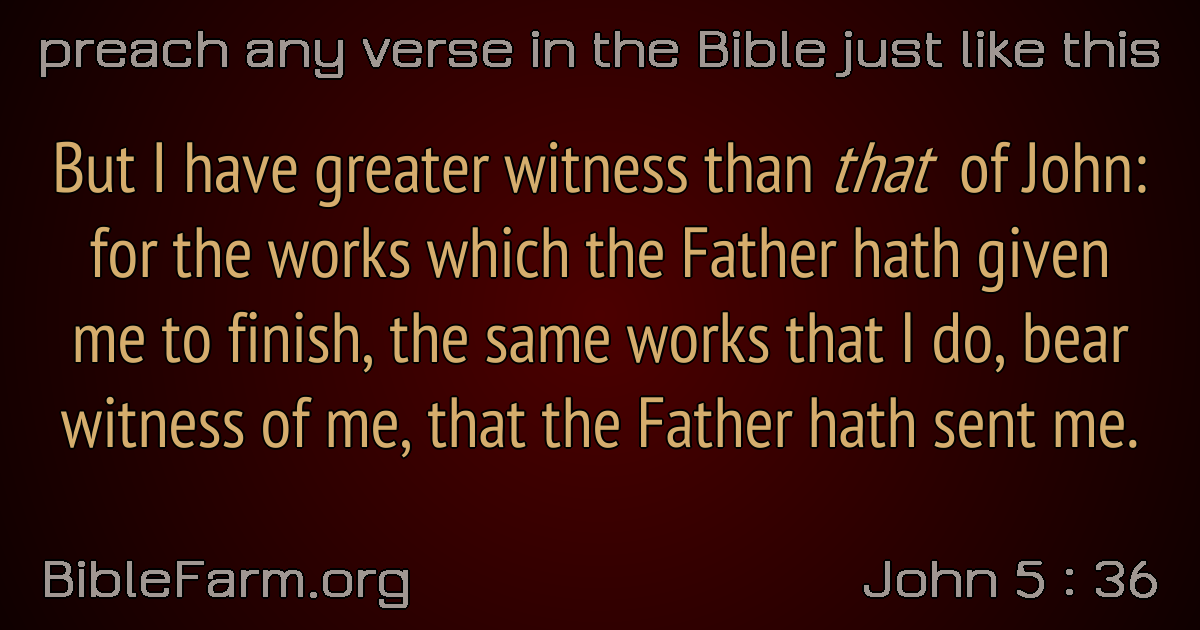 preach any verse in the Bible just like this
But I have greater witness than that of John:
for the works which the Father hath given
me to finish, the same works that I do, bear
witness of me, that the Father hath sent me.
BibleFarm.org
John 5 : 36